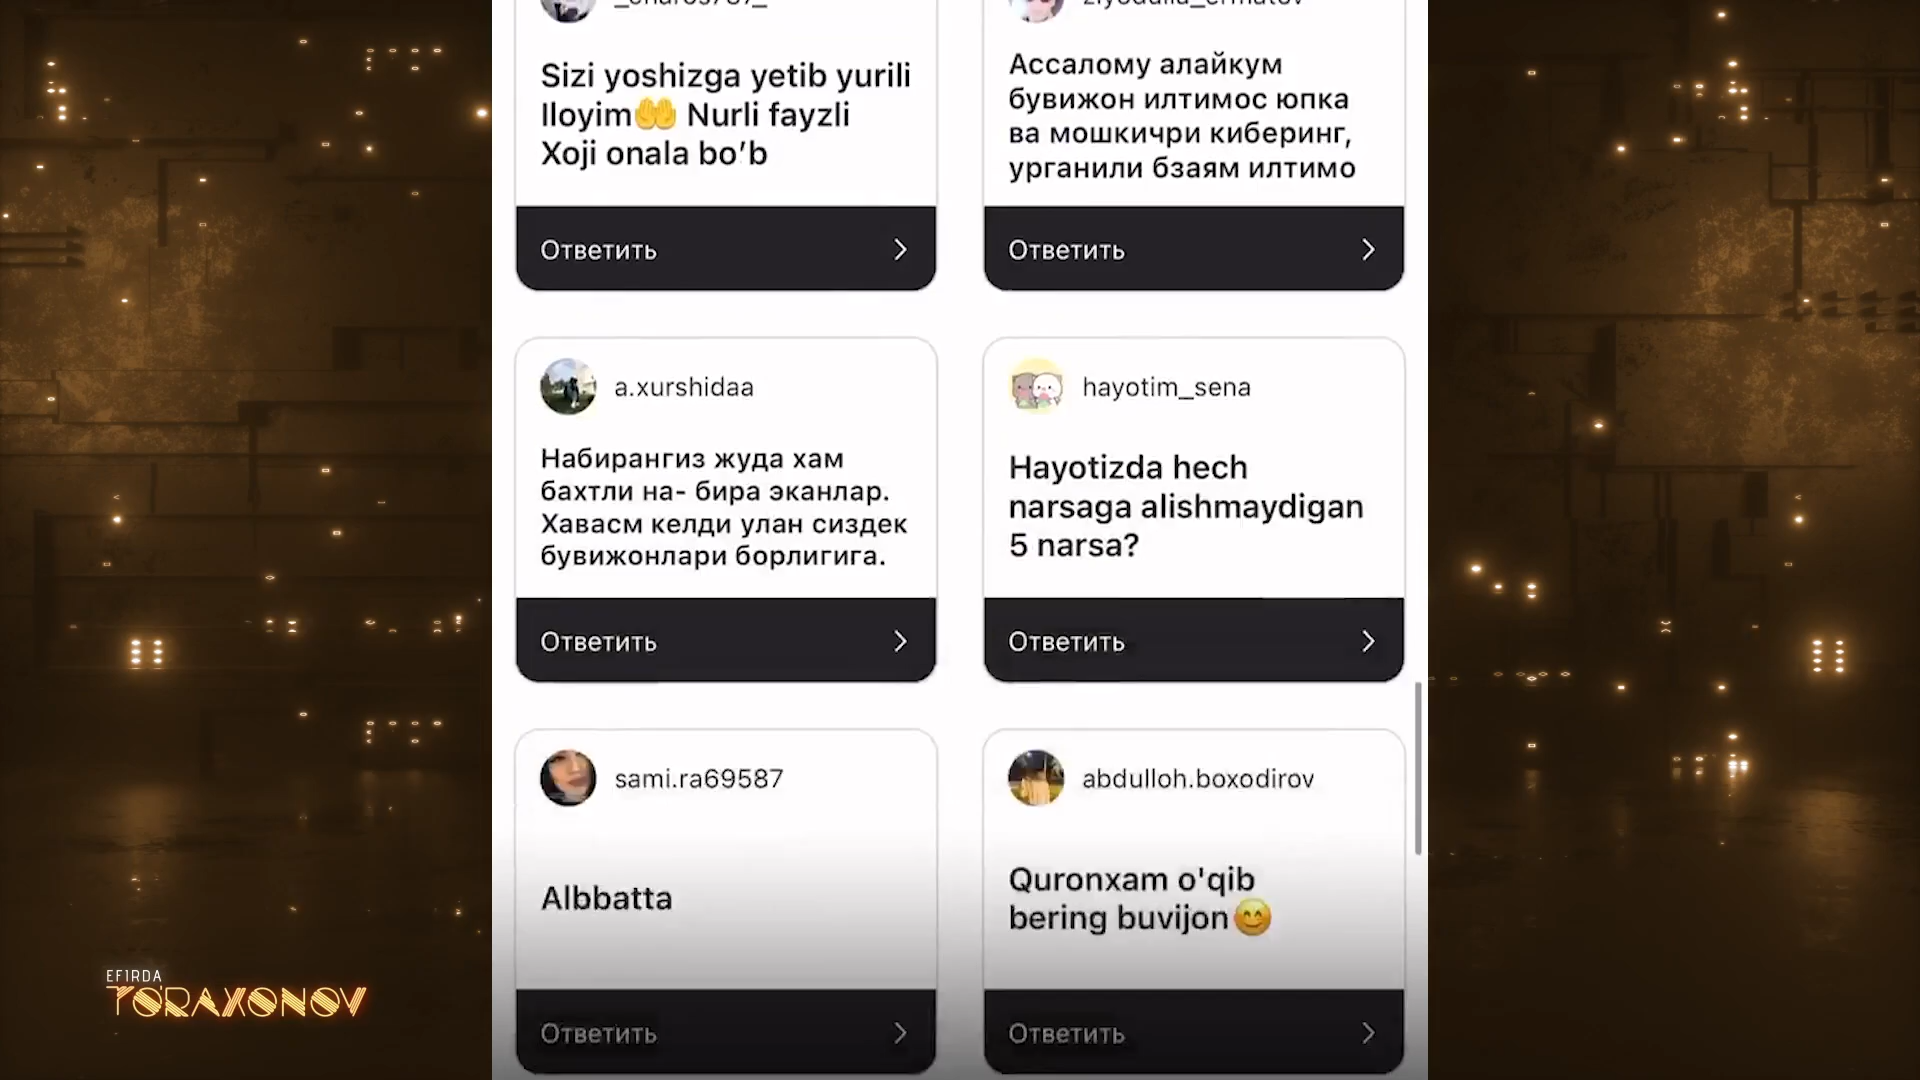 Sizi yoshizga yetib yurili
Iloyim🤲 Nurli fayzli
Xoji onala bo’b
Ответить
Ассалому алайкум
бувижон илтимос юпка
ва мошкичри киберинг,
урганили бзаям илтимо
Ответить
a.xurshidaa
Набирангиз жуда хам
бахтли на- бира эканлар.
Хавасм келди улан сиздек
бувижонлари борлигига.
Ответить
hayotim_sena
Hayotizda hech
narsaga alishmaydigan
5 narsa?
Ответить
sami.ra69587
Albbatta
Ответить
abdulloh.boxodirov
Quronxam o'qib
bering buvijon😊
Ответить
EFIRDA
TORAXONOV